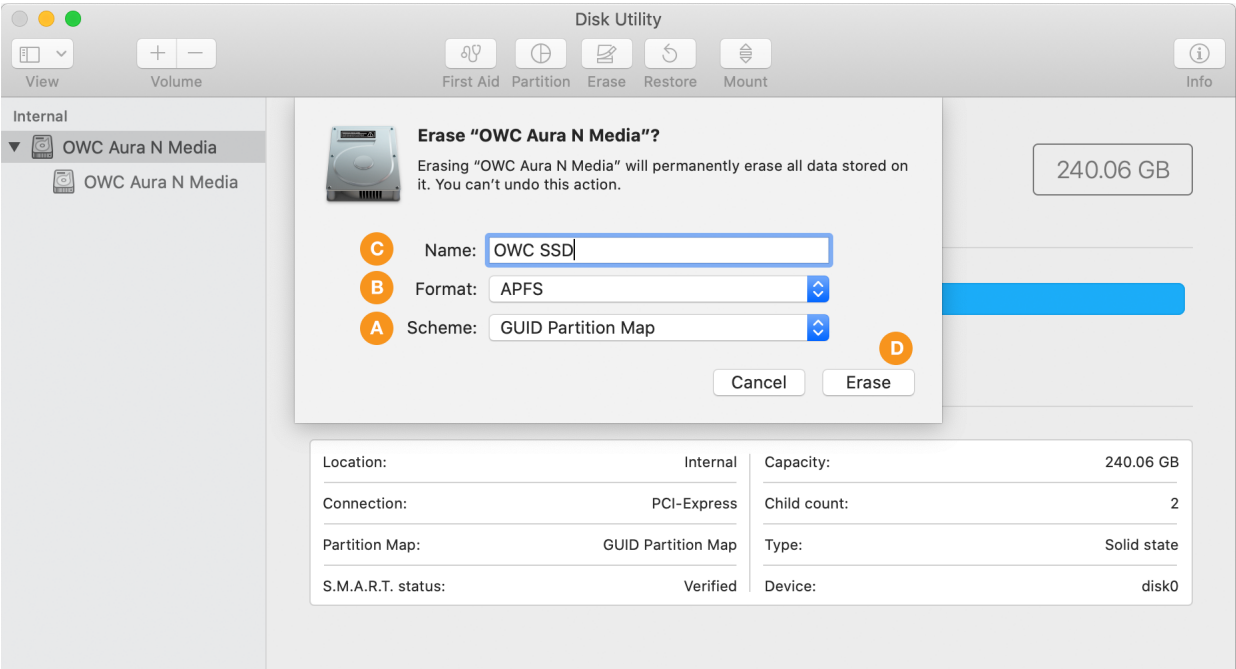 Disk Utility
View
Volume
First Aid
Partition
Erase
Restore
Mount
Info
Internal
OWC Aura N Media
OWC Aura N Media
Erase “OWC Aura N Media”?
Erasing “OWC Aura N Media” will permanently erase all data stored on
it. You can’t undo this action.
240.06 GB
C Name: OWC SSD
B Format: APFS
A Scheme: GUID Partition Map
D
Cancel Erase
Location: Internal
Capacity: 240.06 GB
Connection: PCI-Express
Child count: 2
Partition Map: GUID Partition Map
Type: Solid state
S.M.A.R.T. status: Verified
Device: disk0